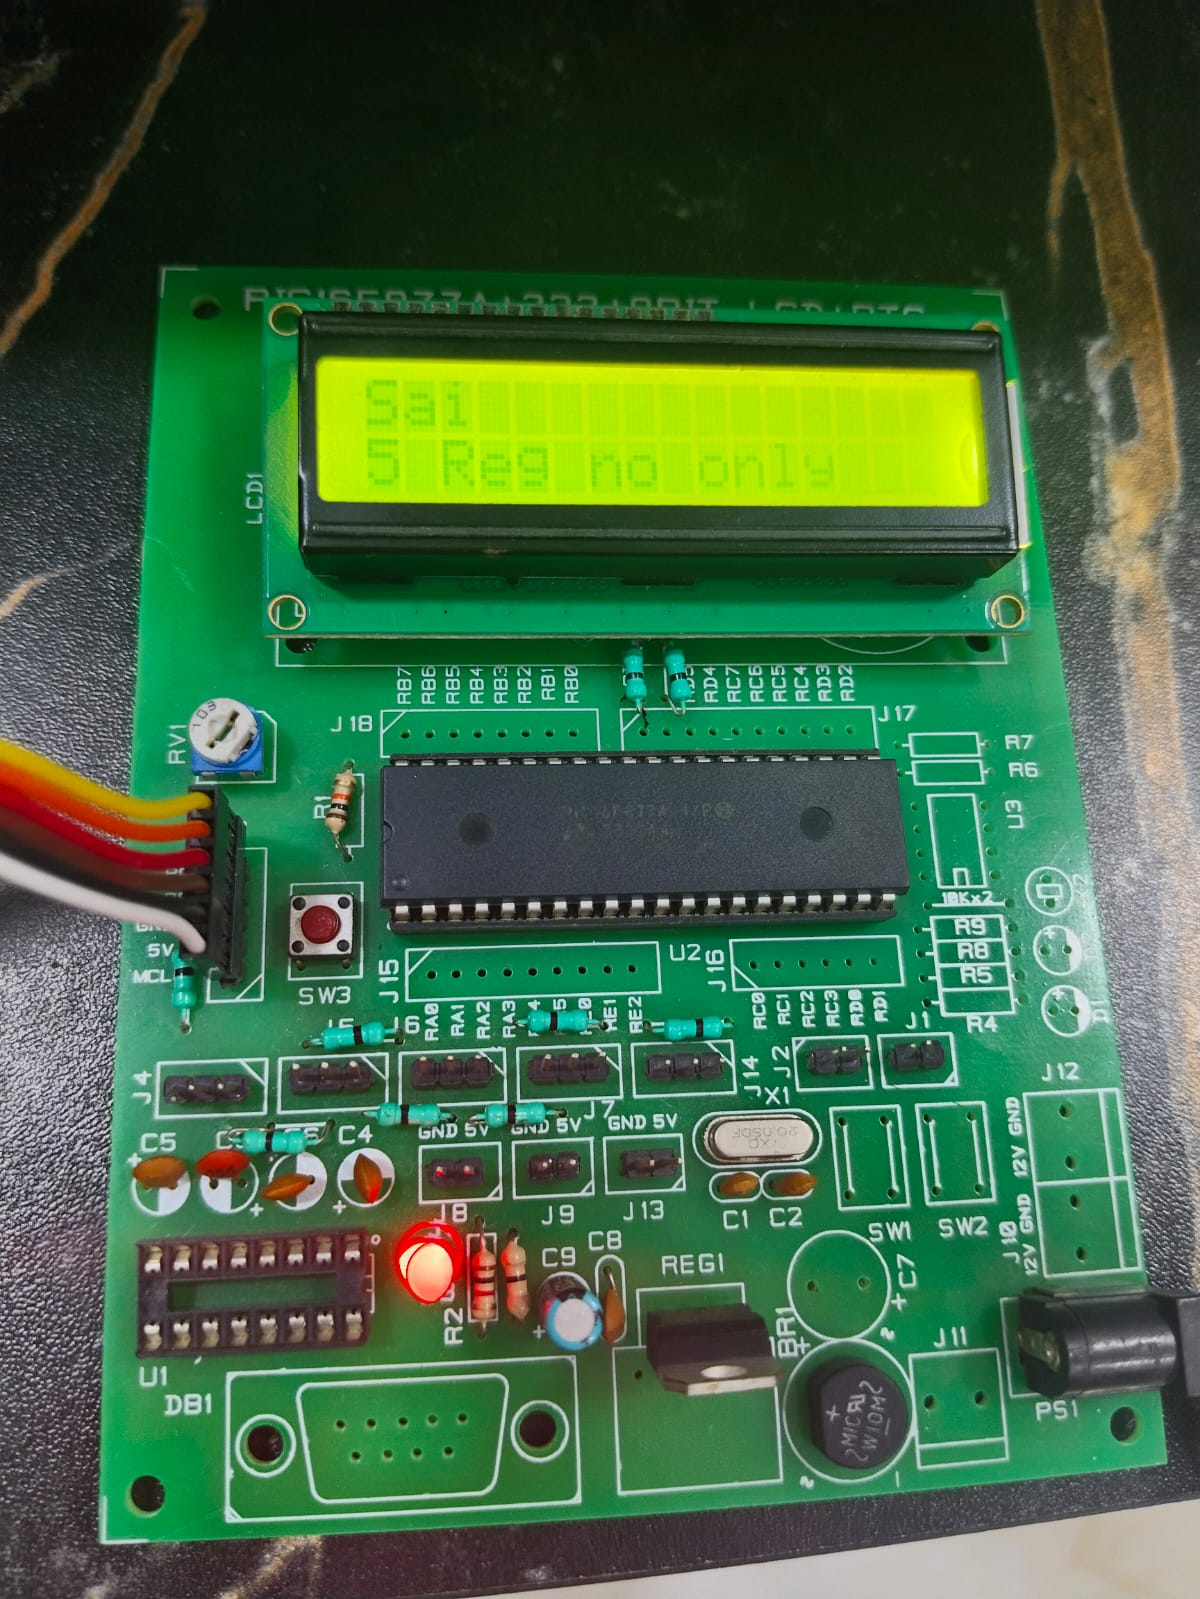 Sai
5 Reg no only
LCD1
RB7 RB6 RB5 RB4 RB3 RB2 RB1 RB0
RD4 RC7 RC6 RC5 RC4 RD3 RD2
J18
J17
RV1
103
R1
R7
R6
U3
10Kx2
5V
SW3
J15
U2
J16
R9
R8
R5
R4
RA0 RA1 RA2 RA3
RE2
RC0 RC1 RC2 RC3 RD0 RD1
J1
J2
J4
J14
J12
X1
J7
C5
C4
GND 5V
GND 5V
GND 5V
12V GND
12V GND
J8
J9
J13
C1
C2
SW1
SW2
J10
C9
C8
REG1
C7
R2
BR1
J11
U1
DB1
MIC
W10M
PS1